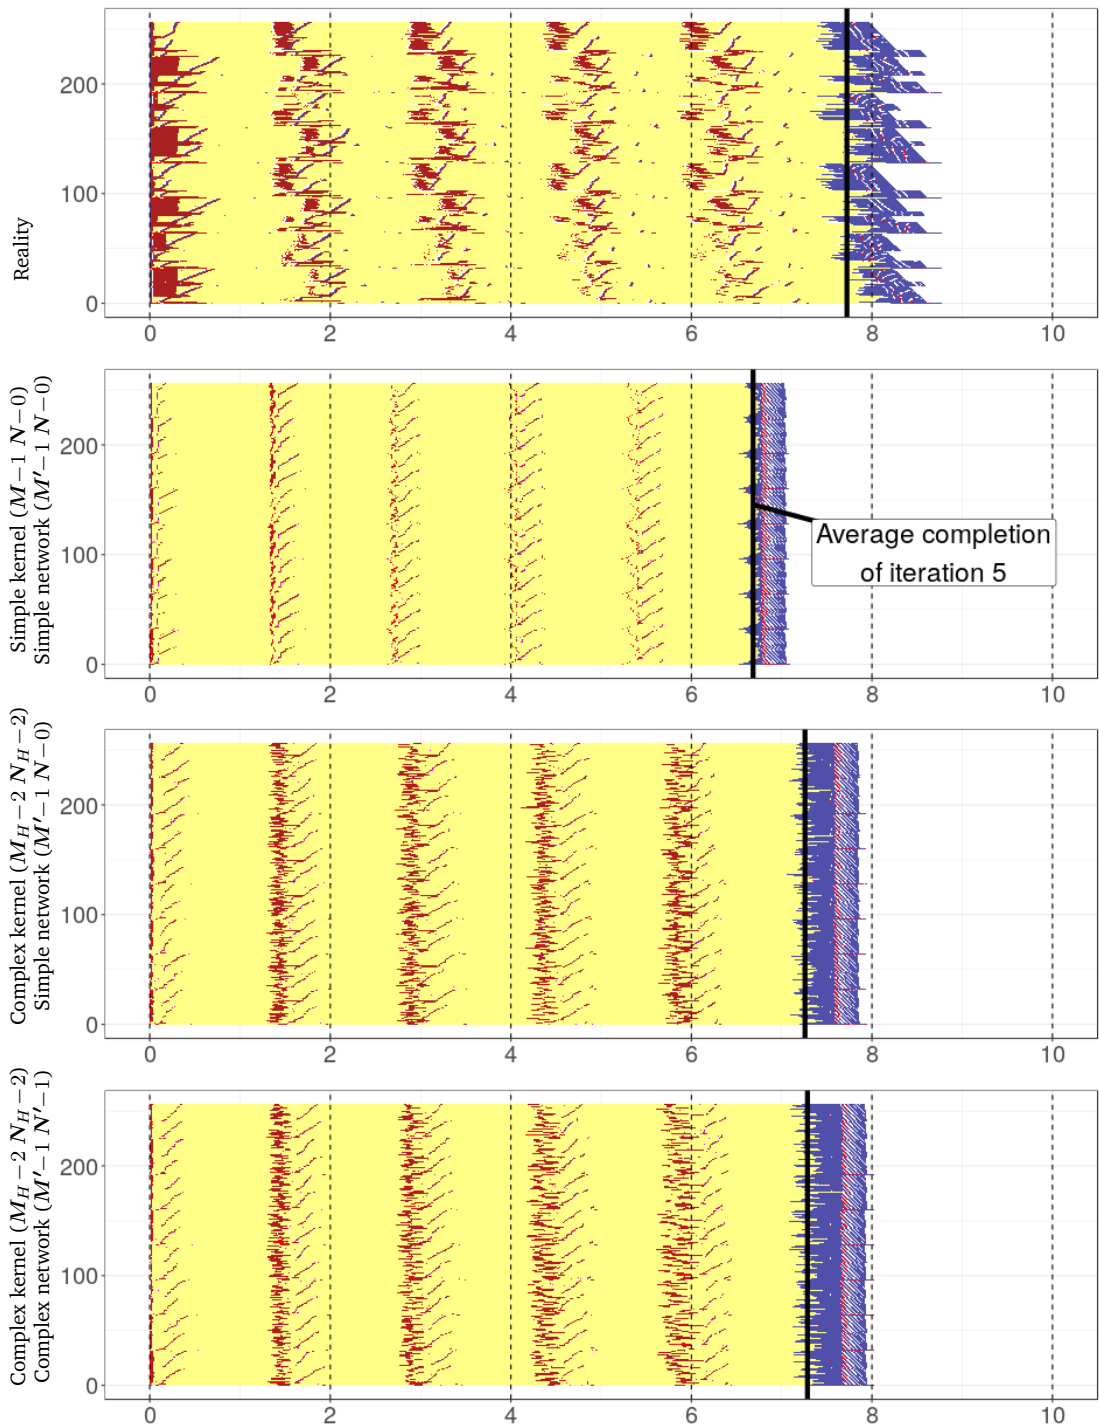 200
100
0
Reality
0 2 4 6 8 10
200
100
0
Simple kernel (M−1 N−0)
Simple network (M′−1 N−0)
Average completion
of iteration 5
0 2 4 6 8 10
200
100
0
Complex kernel (M_H−2 N_H−2)
Simple network (M′−1 N−0)
0 2 4 6 8 10
200
100
0
Complex kernel (M_H−2 N_H−2)
Complex network (M′−1 N′−1)
0 2 4 6 8 10